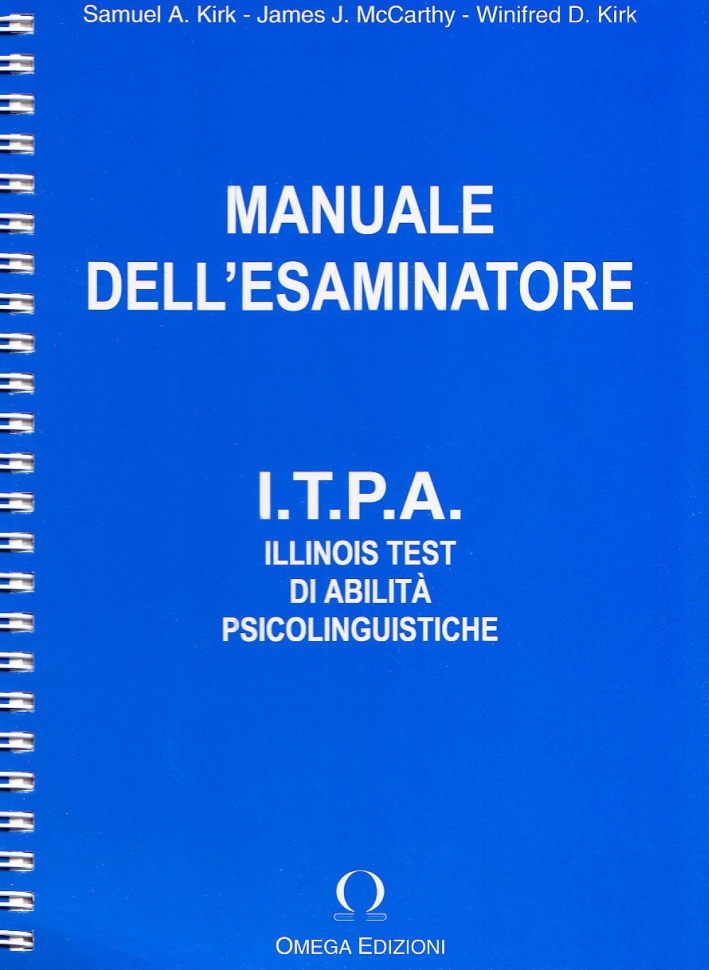 Samuel A. Kirk - James J. McCarthy - Winifred D. Kirk
MANUALE
DELL'ESAMINATORE
I.T.P.A.
ILLINOIS TEST
DI ABILITÀ
PSICOLINGUISTICHE
OMEGA EDIZIONI